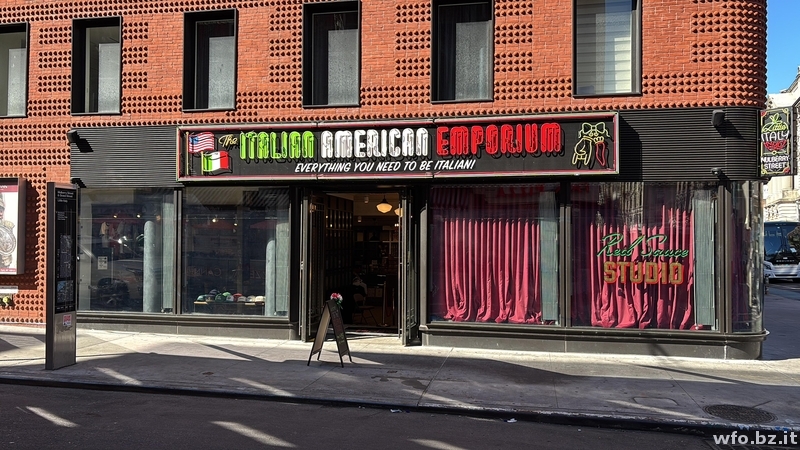 The ITALIAN AMERICAN EMPORIUM
EVERYTHING YOU NEED TO BE ITALIAN!
Little
ITALY
MULBERRY
STREET
Red Sauce
STUDIO
wfo.bz.it